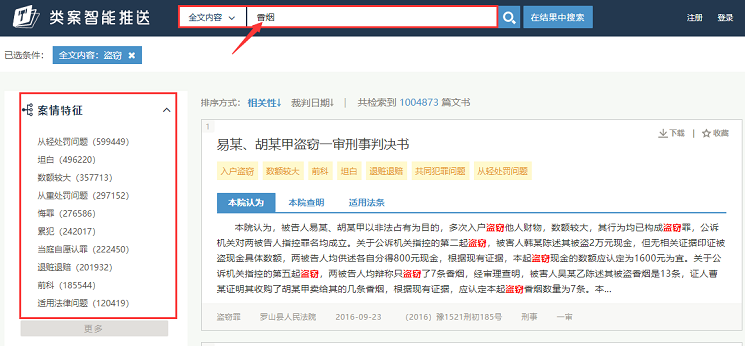 类案智能推送
全文内容
香烟
在结果中搜索
注册
登录
已选条件:
全文内容:盗窃 ×
案情特征
从轻处罚问题(599449)
坦白(496220)
数额较大(357713)
从重处罚问题(297152)
悔罪(276586)
累犯(242017)
当庭自愿认罪(222450)
退赃退赔(201932)
前科(185544)
适用法律问题(120419)
更多
排序方式: 相关性↓ 裁判日期↓ | 共检索到 1004873 篇文书
1
下载 | 收藏
易某、胡某甲盗窃一审刑事判决书
入户盗窃 数额较大 前科 坦白 退赃退赔 共同犯罪问题 从轻处罚问题
本院认为 本院查明 适用法条
本院认为,被告人易某、胡某甲以非法占有为目的,多次入户盗窃他人财物,数额较大,其行为均已构成盗窃罪,公诉
机关对两被告人指控罪名均成立。关于公诉机关指控的第二起盗窃,被害人韩某陈述其被盗2万元现金,但无相关证据印证被
盗现金具体数额,两被告人均供述各自分得800元现金,根据现有证据,本起盗窃现金的数额应认定为1600元为宜。关于公
诉机关指控的第五起盗窃,两被告人均辩称只盗窃了7条香烟,经审理查明,被害人吴某乙陈述其被盗香烟是13条,证人曹
某证明其收购了胡某甲卖给其的几条香烟,根据现有证据,应认定本起盗窃香烟数量为7条。本...
盗窃罪 罗山县人民法院 2016-09-23 (2016)豫1521刑初185号 刑事 一审